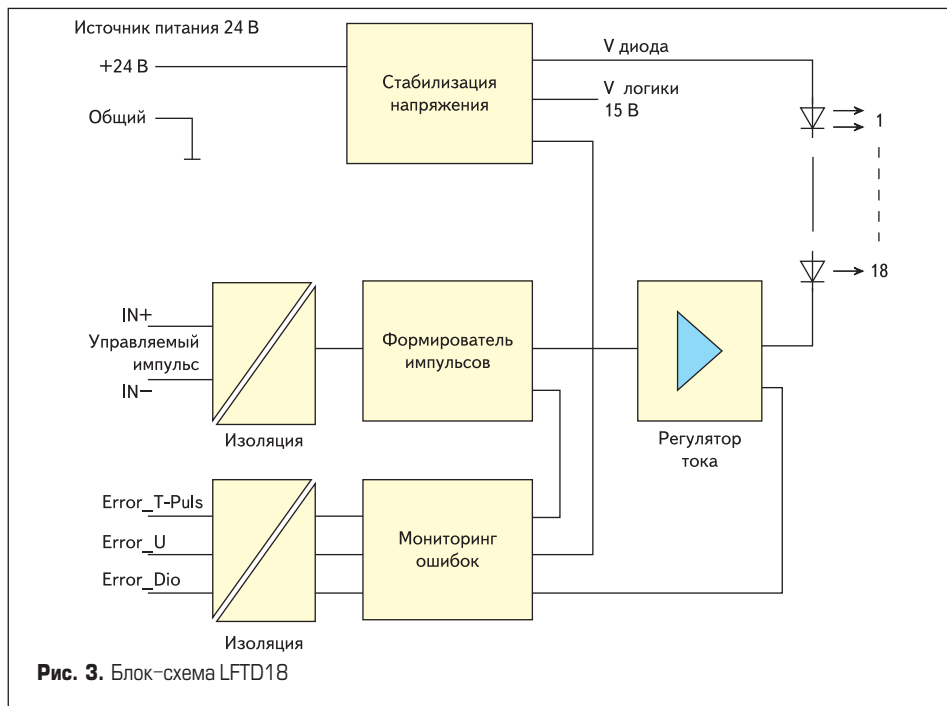 Источник питания 24 В
+24 В
Общий
Стабилизация
напряжения
V диода
V логики
15 В
1
18
IN+
Управляемый
импульс
IN−
Изоляция
Формирователь
импульсов
Регулятор
тока
Error_T-Puls
Error_U
Error_Dio
Изоляция
Мониторинг
ошибок
Рис. 3. Блок-схема LFTD18